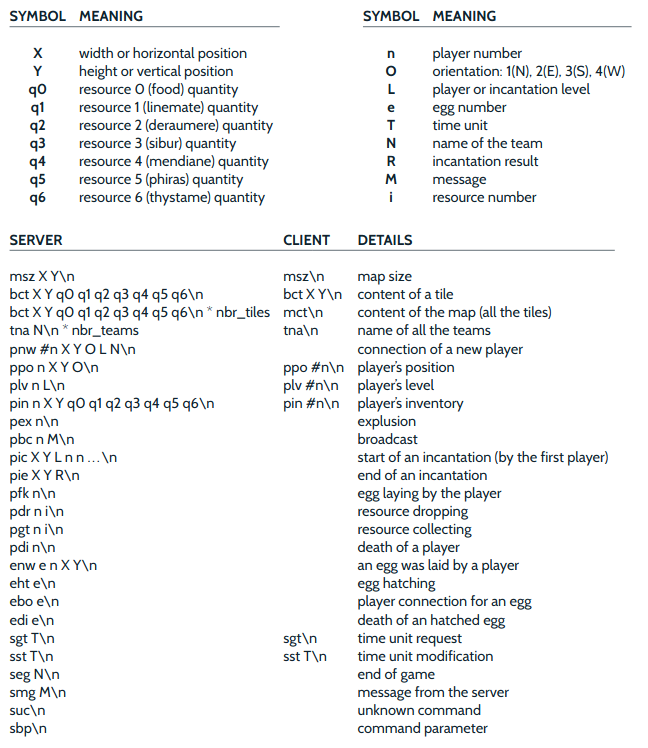 SYMBOL MEANING
X width or horizontal position
Y height or vertical position
q0 resource 0 (food) quantity
q1 resource 1 (linemate) quantity
q2 resource 2 (deraumere) quantity
q3 resource 3 (sibur) quantity
q4 resource 4 (mendiane) quantity
q5 resource 5 (phiras) quantity
q6 resource 6 (thystame) quantity
SYMBOL MEANING
n player number
O orientation: 1(N), 2(E), 3(S), 4(W)
L player or incantation level
e egg number
T time unit
N name of the team
R incantation result
M message
i resource number
SERVER CLIENT DETAILS
msz X Y\n msz\n map size
bct X Y q0 q1 q2 q3 q4 q5 q6\n bct X Y\n content of a tile
bct X Y q0 q1 q2 q3 q4 q5 q6\n * nbr_tiles mct\n content of the map (all the tiles)
tna N\n * nbr_teams tna\n name of all the teams
pnw #n X Y O L N\n connection of a new player
ppo n X Y O\n ppo #n\n player's position
plv n L\n plv #n\n player's level
pin n X Y q0 q1 q2 q3 q4 q5 q6\n pin #n\n player's inventory
pex n\n explusion
pbc n M\n broadcast
pic X Y L n n … \n start of an incantation (by the first player)
pie X Y R\n end of an incantation
pfk n\n egg laying by the player
pdr n i\n resource dropping
pgt n i\n resource collecting
pdi n\n death of a player
enw e n X Y\n an egg was laid by a player
eht e\n egg hatching
ebo e\n player connection for an egg
edi e\n death of an hatched egg
sgt T\n sgt\n time unit request
sst T\n sst T\n time unit modification
seg N\n end of game
smg M\n message from the server
suc\n unknown command
sbp\n command parameter